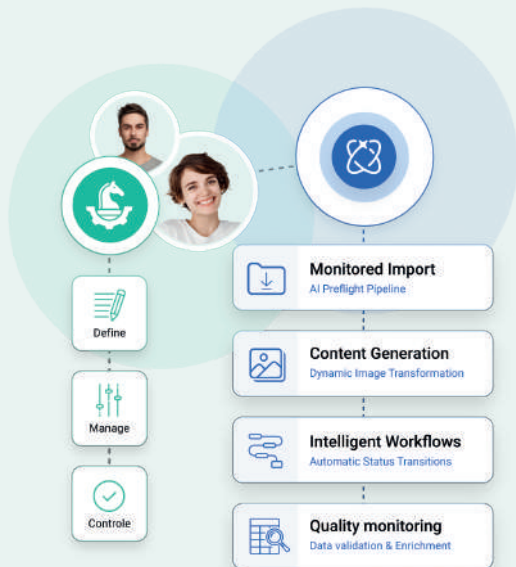 Define
Manage
Controle
Monitored Import
AI Preflight Pipeline
Content Generation
Dynamic Image Transformation
Intelligent Workflows
Automatic Status Transitions
Quality monitoring
Data validation & Enrichment